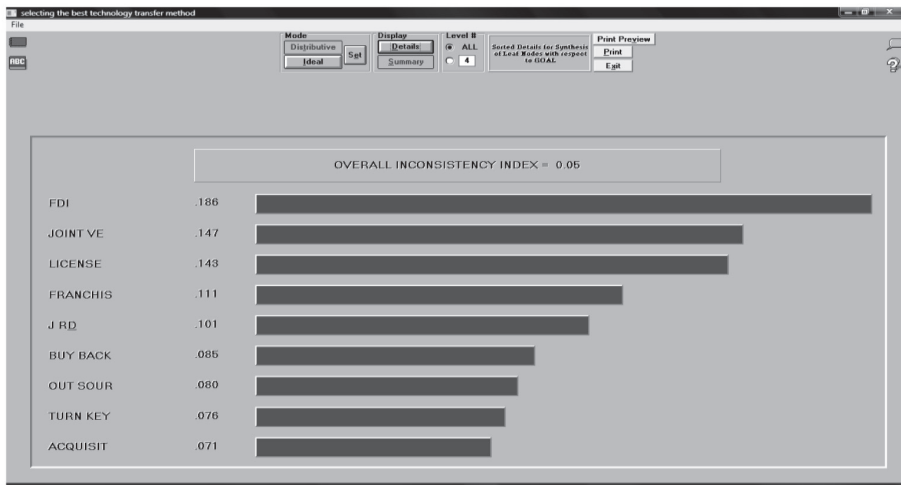 selecting the best technology transfer method
File
ABC
Mode
Distributive
Ideal
Set
Display
Details
Summary
Level #
ALL
4
Sorted Details for Synthesis
of Leaf Nodes with respect
to GOAL
Print Preview
Print
Exit
OVERALL INCONSISTENCY INDEX = 0.05
FDI .186
JOINT VE .147
LICENSE .143
FRANCHIS .111
J RD .101
BUY BACK .085
OUT SOUR .080
TURN KEY .076
ACQUISIT .071